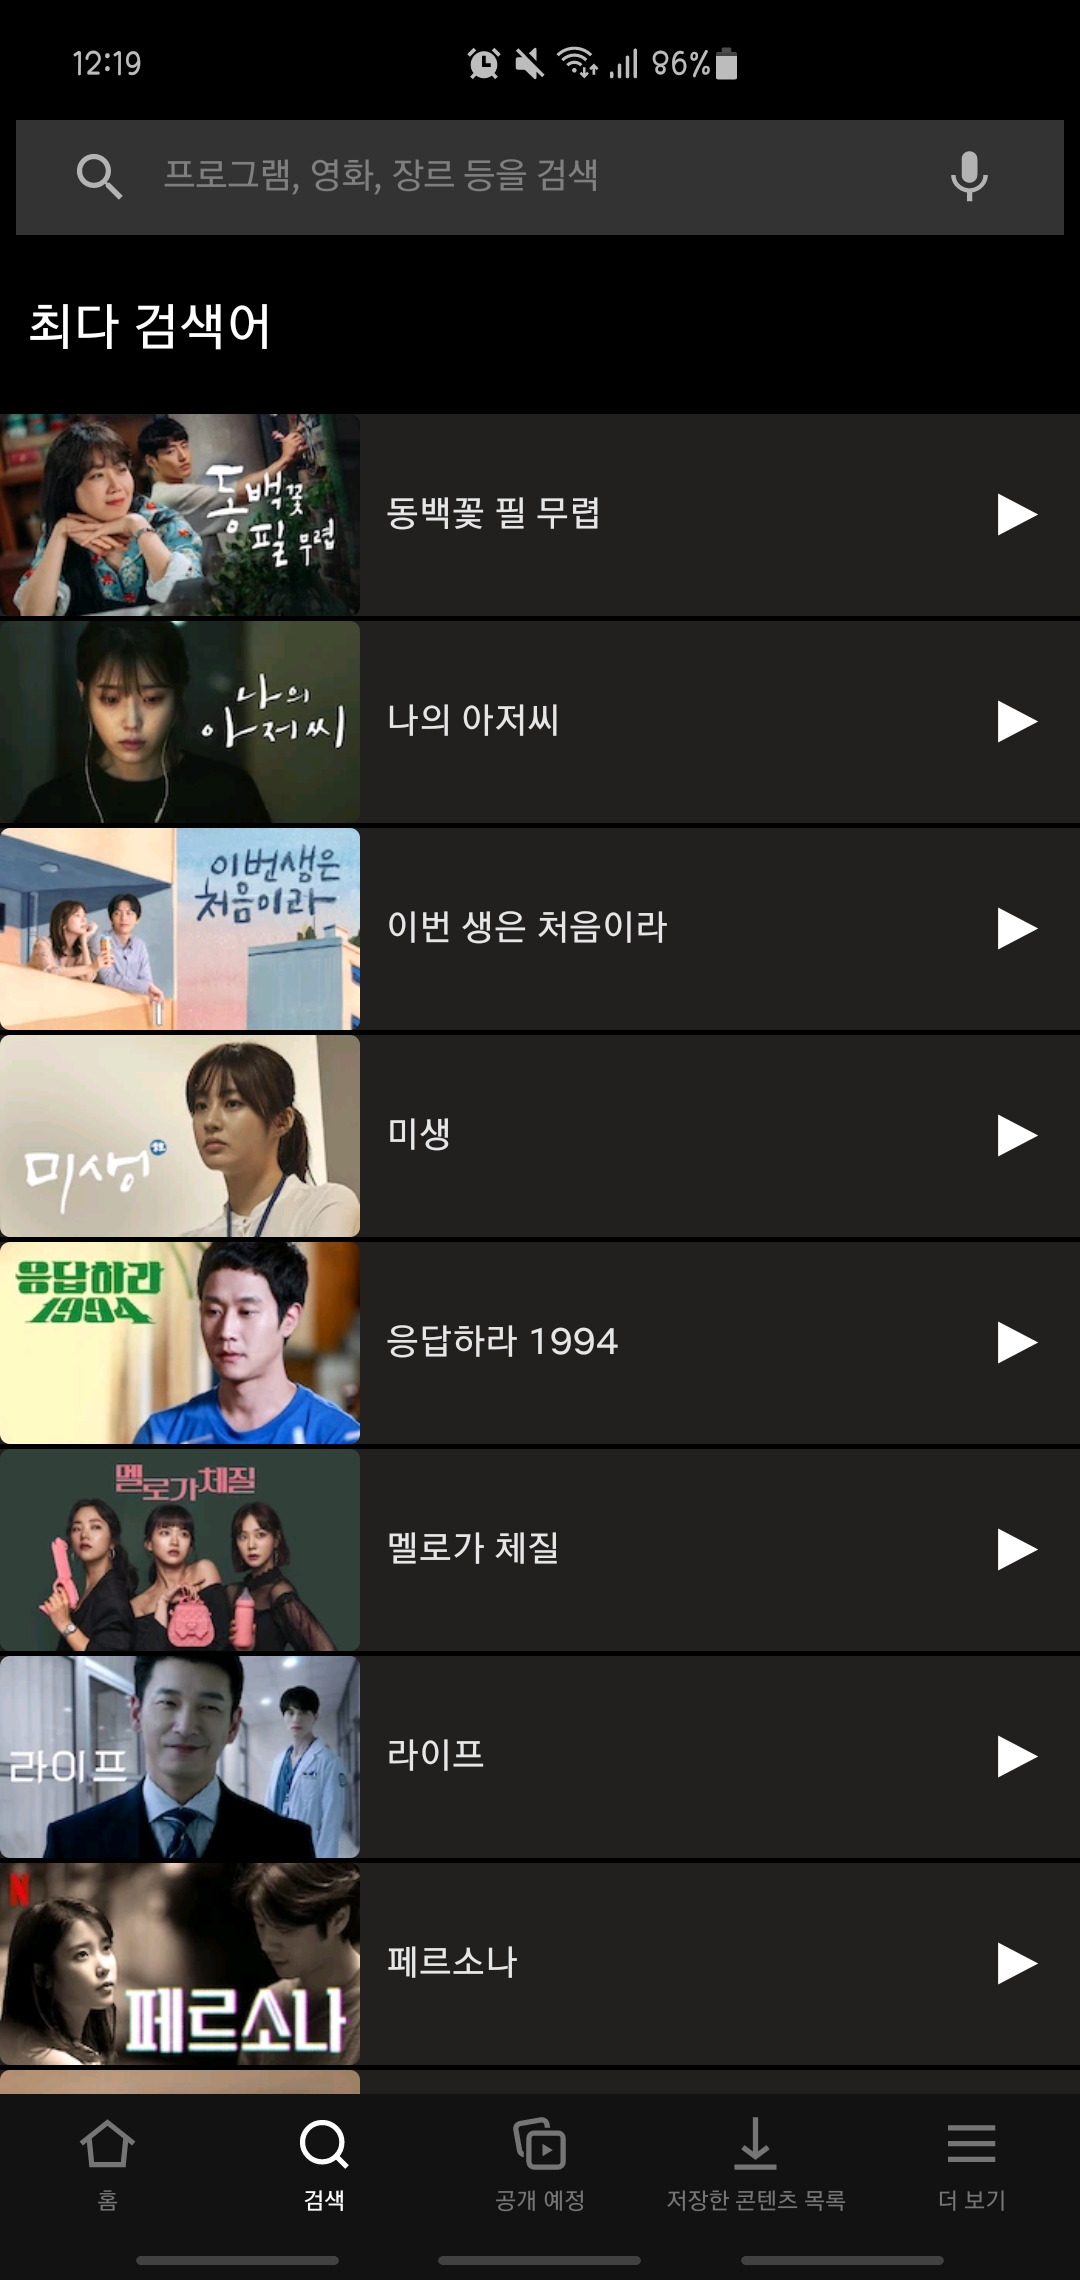 12:19
86%
프로그램, 영화, 장르 등을 검색
최다 검색어
동백꽃
필 무렵
동백꽃 필 무렵
나의
아저씨
나의 아저씨
이번생은
처음이라
이번 생은 처음이라
미생
미생
응답하라
1994
응답하라 1994
멜로가체질
멜로가 체질
라이프
라이프
N
페르소나
페르소나
홈
검색
공개 예정
저장한 콘텐츠 목록
더 보기